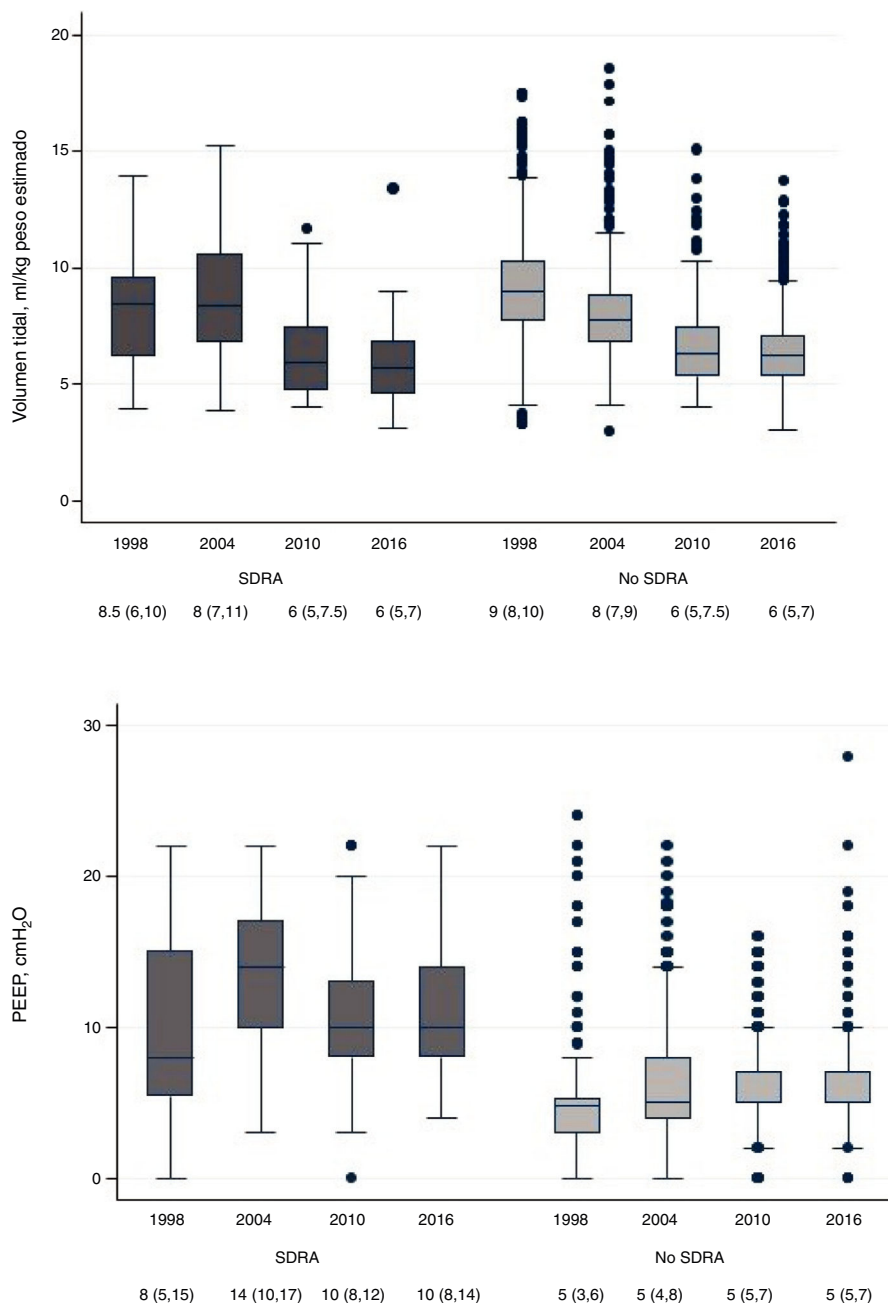 20
15
10
5
0
Volumen tidal, ml/kg peso estimado
1998 2004 2010 2016 1998 2004 2010 2016
SDRA No SDRA
8.5 (6,10) 8 (7,11) 6 (5,7.5) 6 (5,7) 9 (8,10) 8 (7,9) 6 (5,7.5) 6 (5,7)
30
20
10
0
PEEP, cmH₂O
1998 2004 2010 2016 1998 2004 2010 2016
SDRA No SDRA
8 (5,15) 14 (10,17) 10 (8,12) 10 (8,14) 5 (3,6) 5 (4,8) 5 (5,7) 5 (5,7)